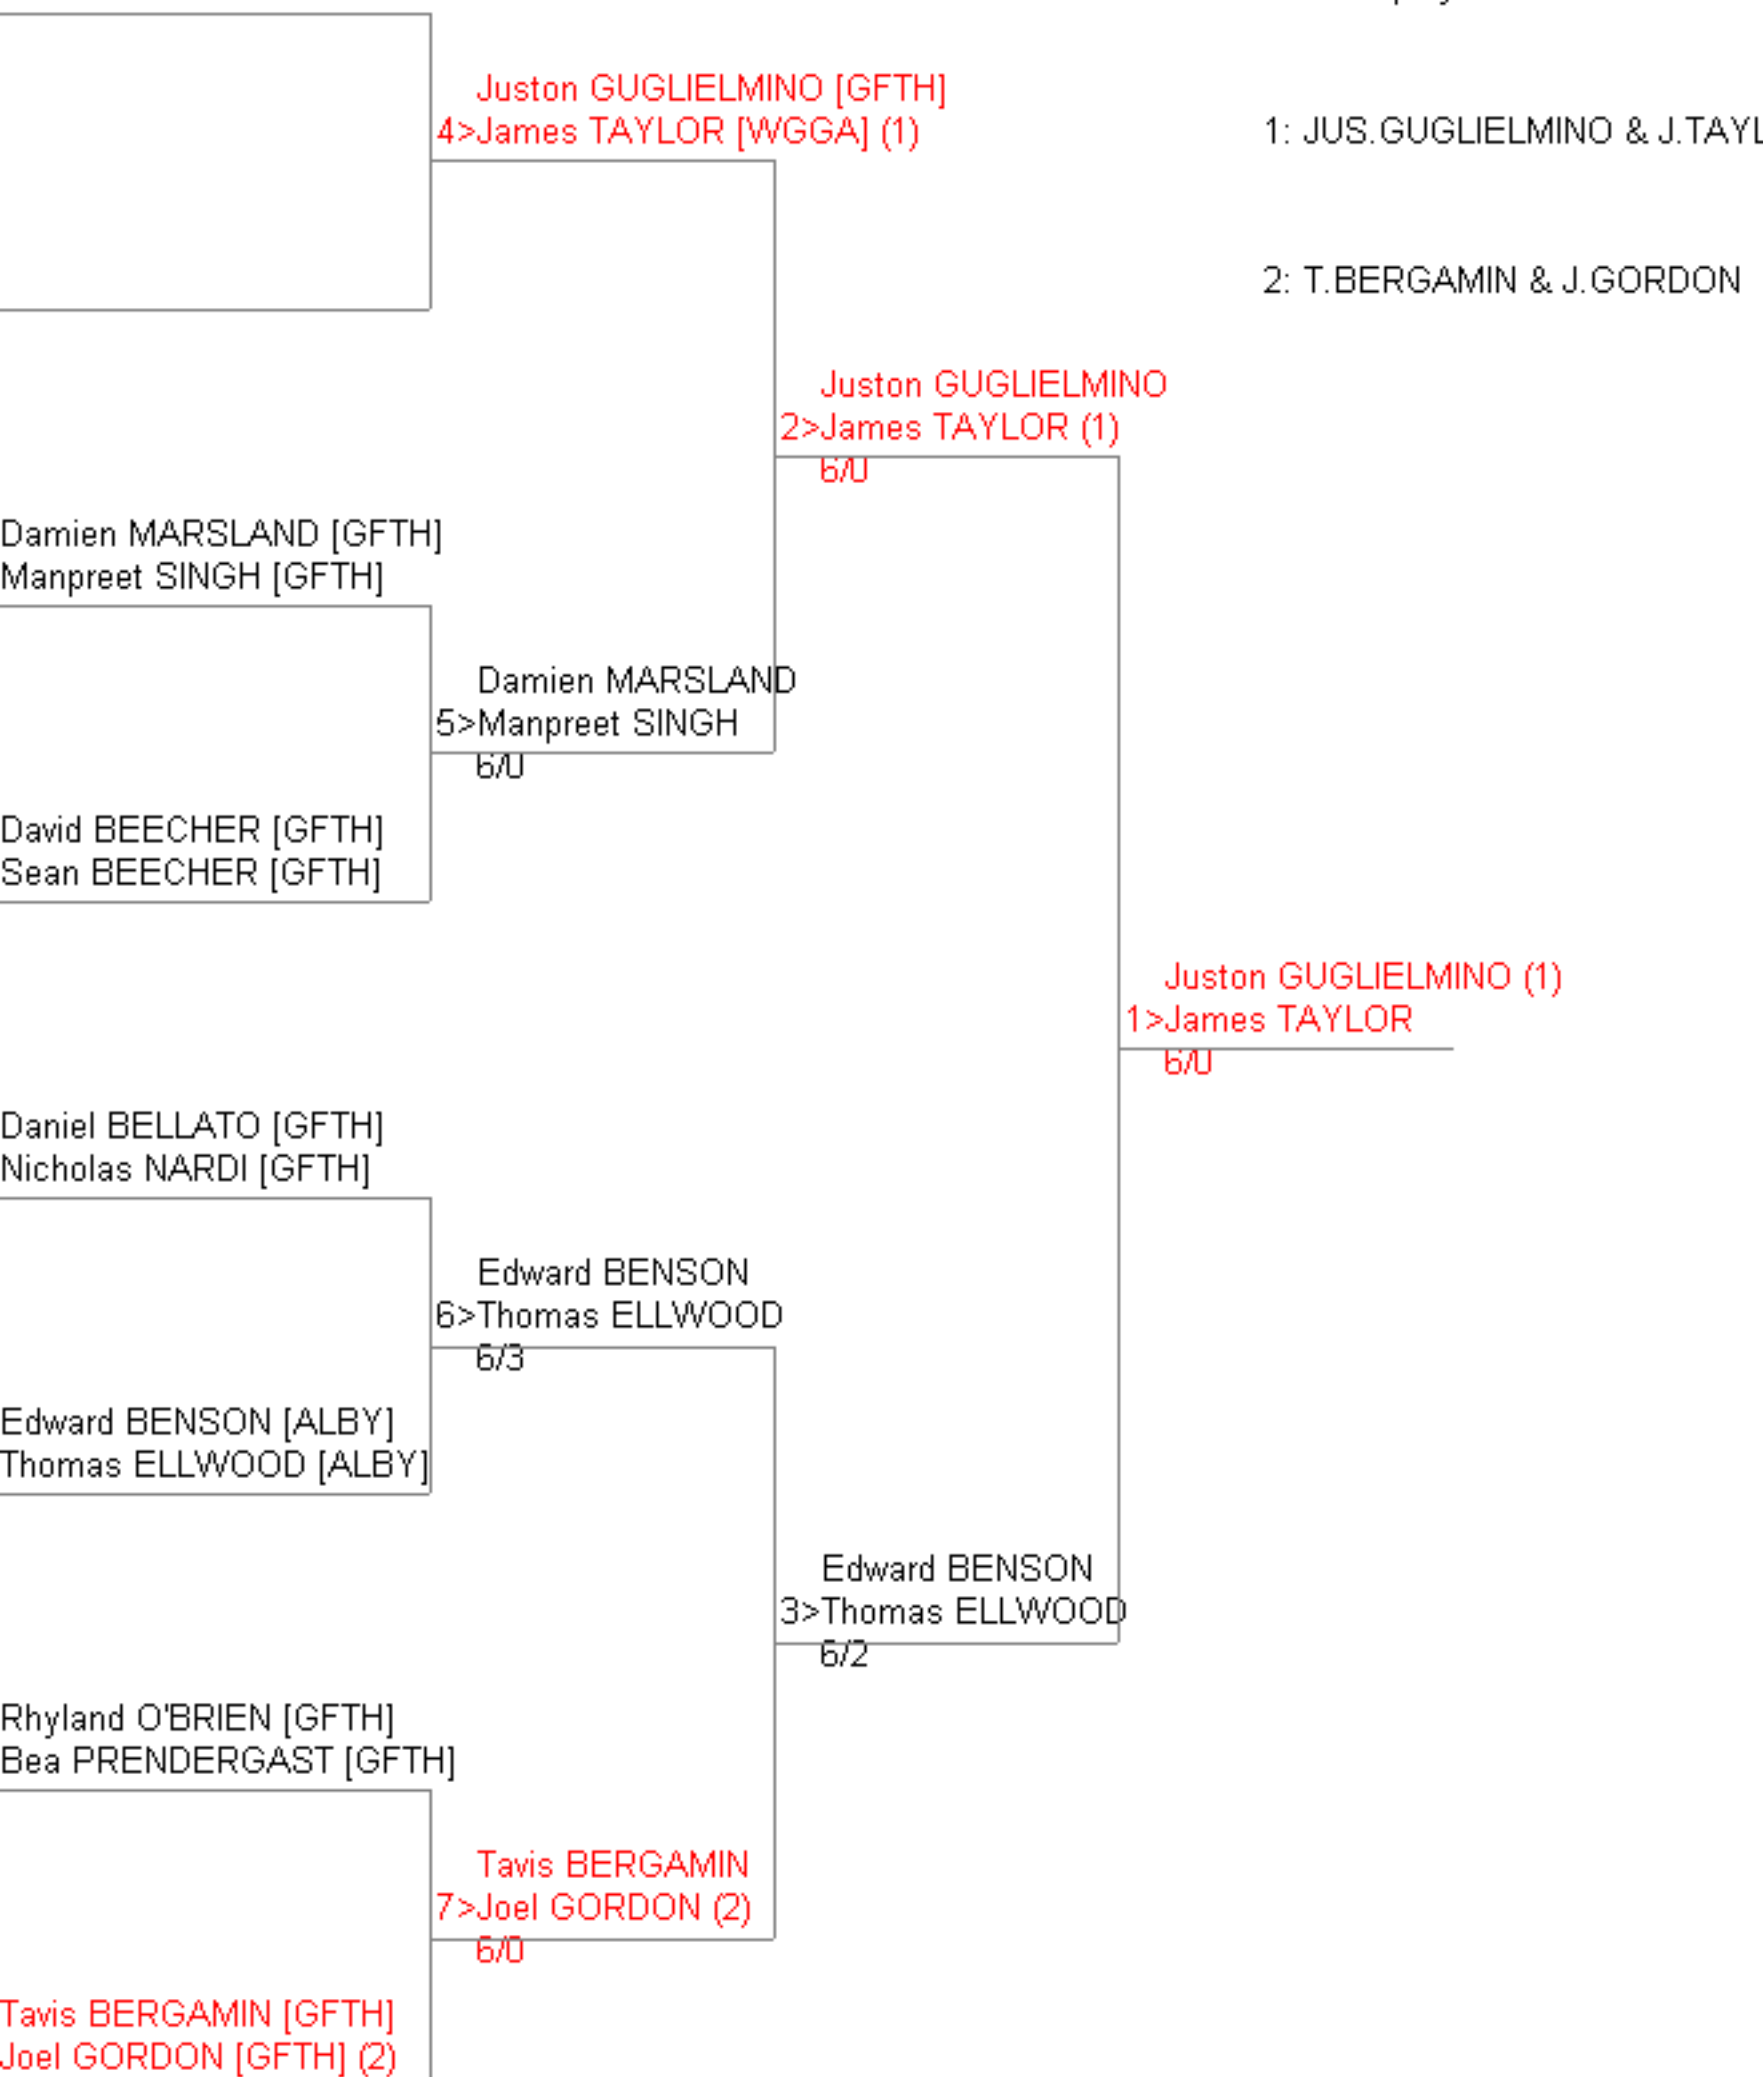 Juston GUGLIELMINO [GFTH]
4>James TAYLOR [WGGA] (1)
1: JUS.GUGLIELMINO & J.TAYL
2: T.BERGAMIN & J.GORDON
Juston GUGLIELMINO
2>James TAYLOR (1)
6/0
Damien MARSLAND [GFTH]
Manpreet SINGH [GFTH]
Damien MARSLAND
5>Manpreet SINGH
6/0
David BEECHER [GFTH]
Sean BEECHER [GFTH]
Juston GUGLIELMINO (1)
1>James TAYLOR
6/0
Daniel BELLATO [GFTH]
Nicholas NARDI [GFTH]
Edward BENSON
6>Thomas ELLWOOD
6/3
Edward BENSON [ALBY]
Thomas ELLWOOD [ALBY]
Edward BENSON
3>Thomas ELLWOOD
6/2
Rhyland O'BRIEN [GFTH]
Bea PRENDERGAST [GFTH]
Tavis BERGAMIN
7>Joel GORDON (2)
6/0
Tavis BERGAMIN [GFTH]
Joel GORDON [GFTH] (2)